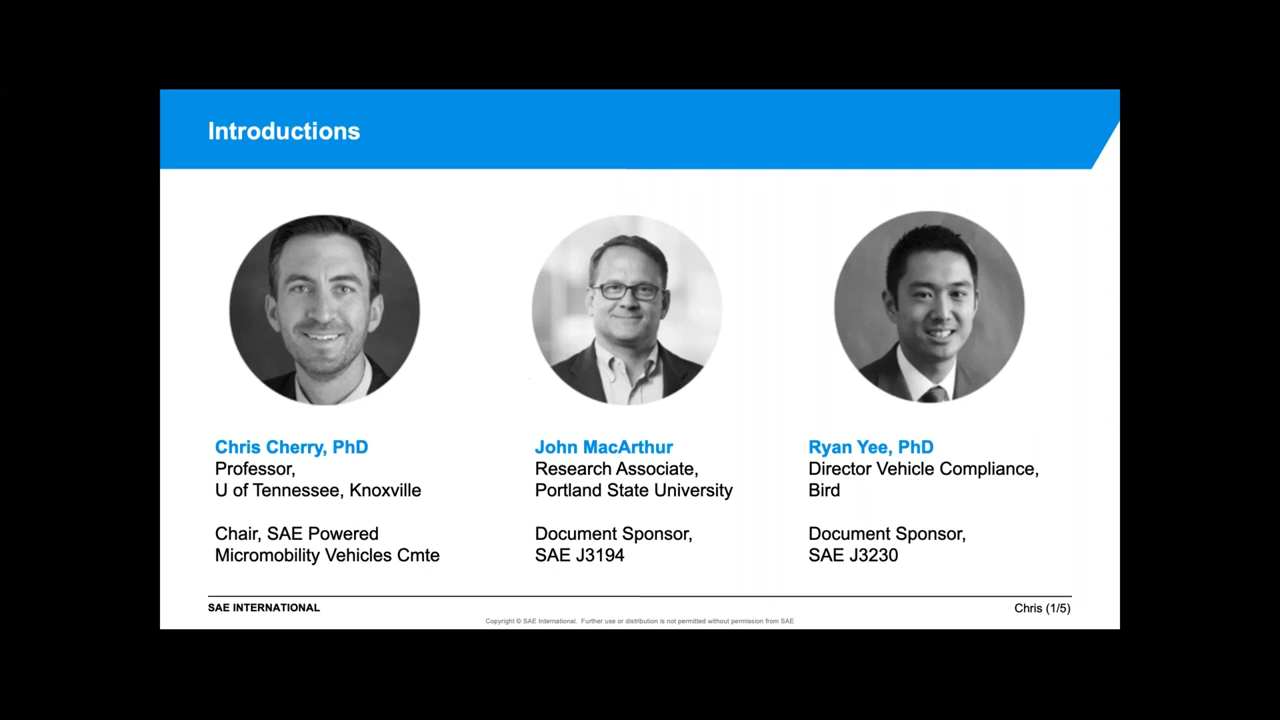 Introductions
Chris Cherry, PhD
Professor,
U of Tennessee, Knoxville
Chair, SAE Powered
Micromobility Vehicles Cmte
John MacArthur
Research Associate,
Portland State University
Document Sponsor,
SAE J3194
Ryan Yee, PhD
Director Vehicle Compliance,
Bird
Document Sponsor,
SAE J3230
SAE INTERNATIONAL
Chris (1/5)
Copyright © SAE International. Further use or distribution is not permitted without permission from SAE